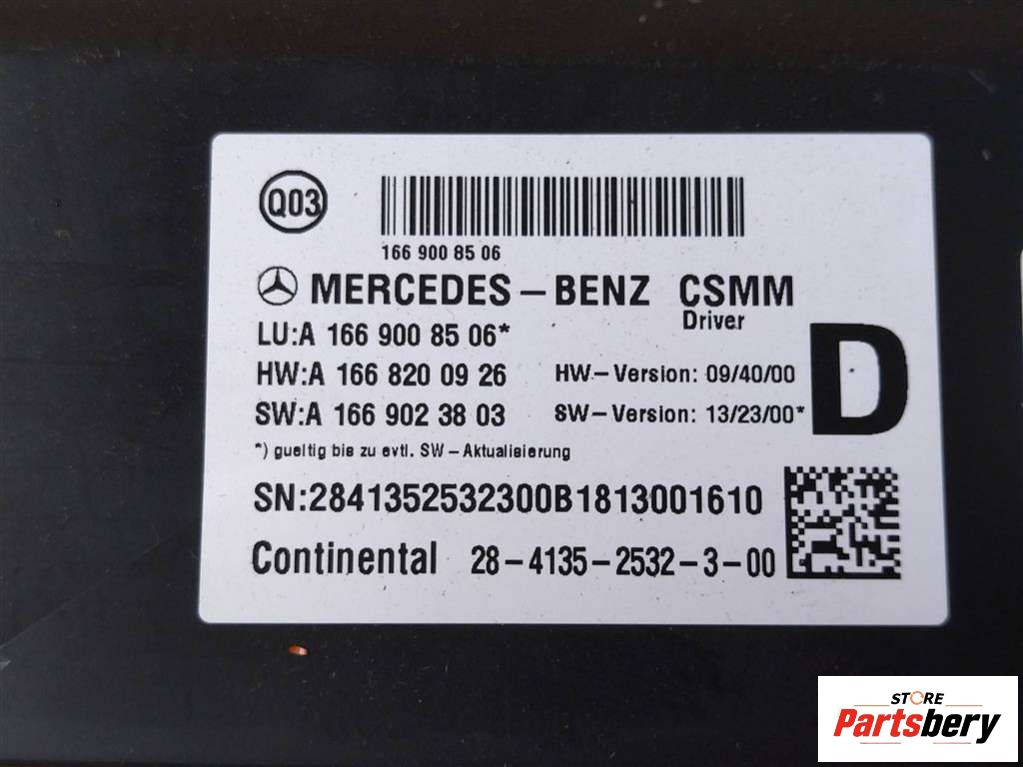 Q03
166 900 85 06
MERCEDES-BENZ CSMM
Driver
LU:A 166 900 85 06*
HW:A 166 820 09 26 HW-Version: 09/40/00
SW:A 166 902 38 03 SW-Version: 13/23/00*
D
*) gueltig bis zu evtl. SW-Aktualisierung
SN:2841352532300B1813001610
Continental 28-4135-2532-3-00
STORE
Partsbery